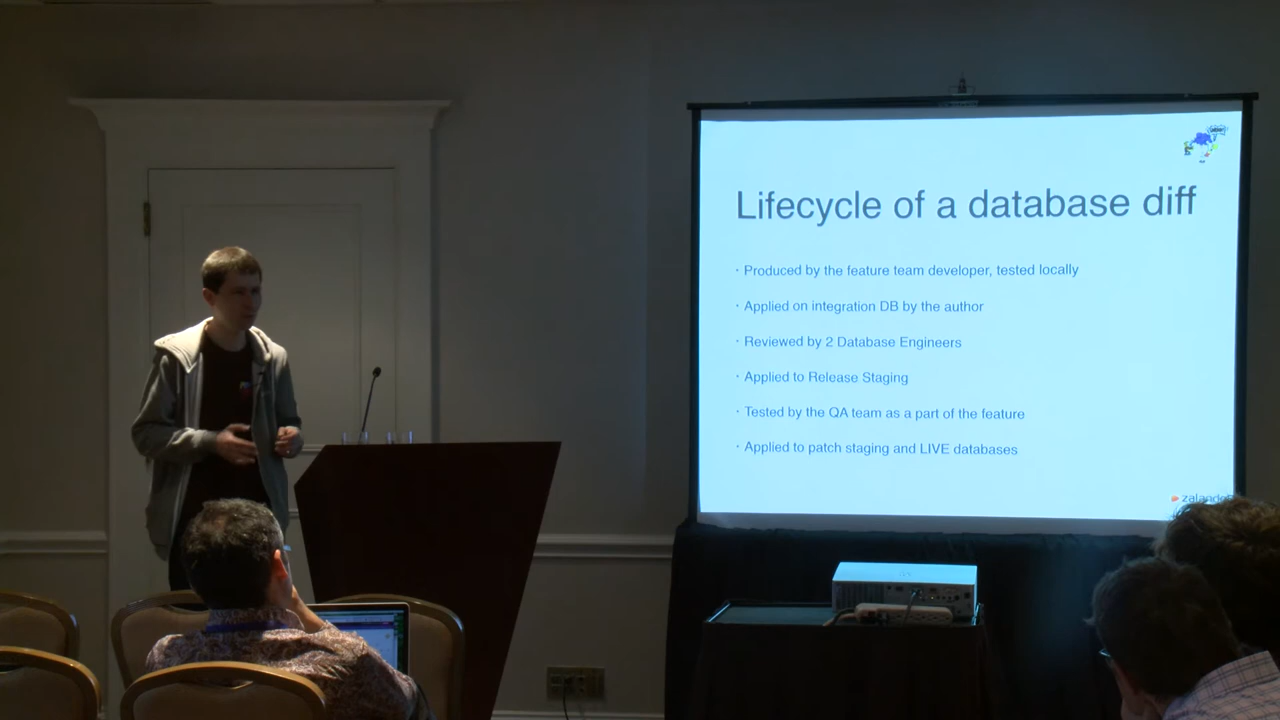 Lifecycle of a database diff
· Produced by the feature team developer, tested locally
· Applied on integration DB by the author
· Reviewed by 2 Database Engineers
· Applied to Release Staging
· Tested by the QA team as a part of the feature
· Applied to patch staging and LIVE databases
zalando